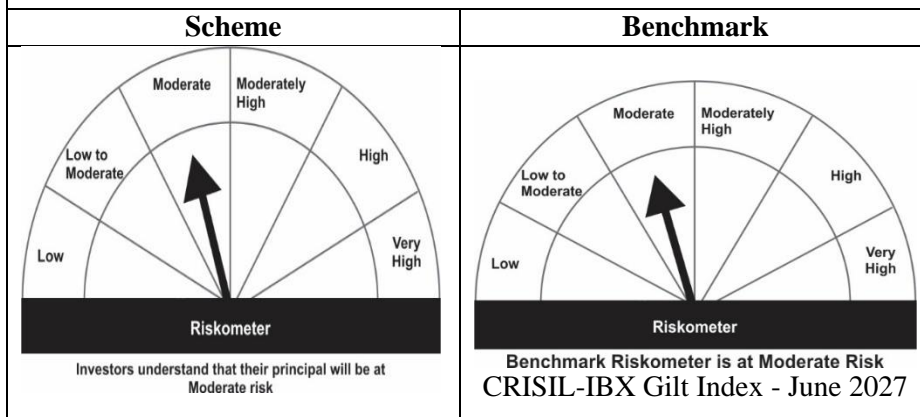 Scheme
Benchmark
Moderate
Moderately
High
Low to
Moderate
High
Low
Very
High
Riskometer
Investors understand that their principal will be at
Moderate risk
Moderate
Moderately
High
Low to
Moderate
High
Low
Very
High
Riskometer
Benchmark Riskometer is at Moderate Risk
CRISIL-IBX Gilt Index - June 2027